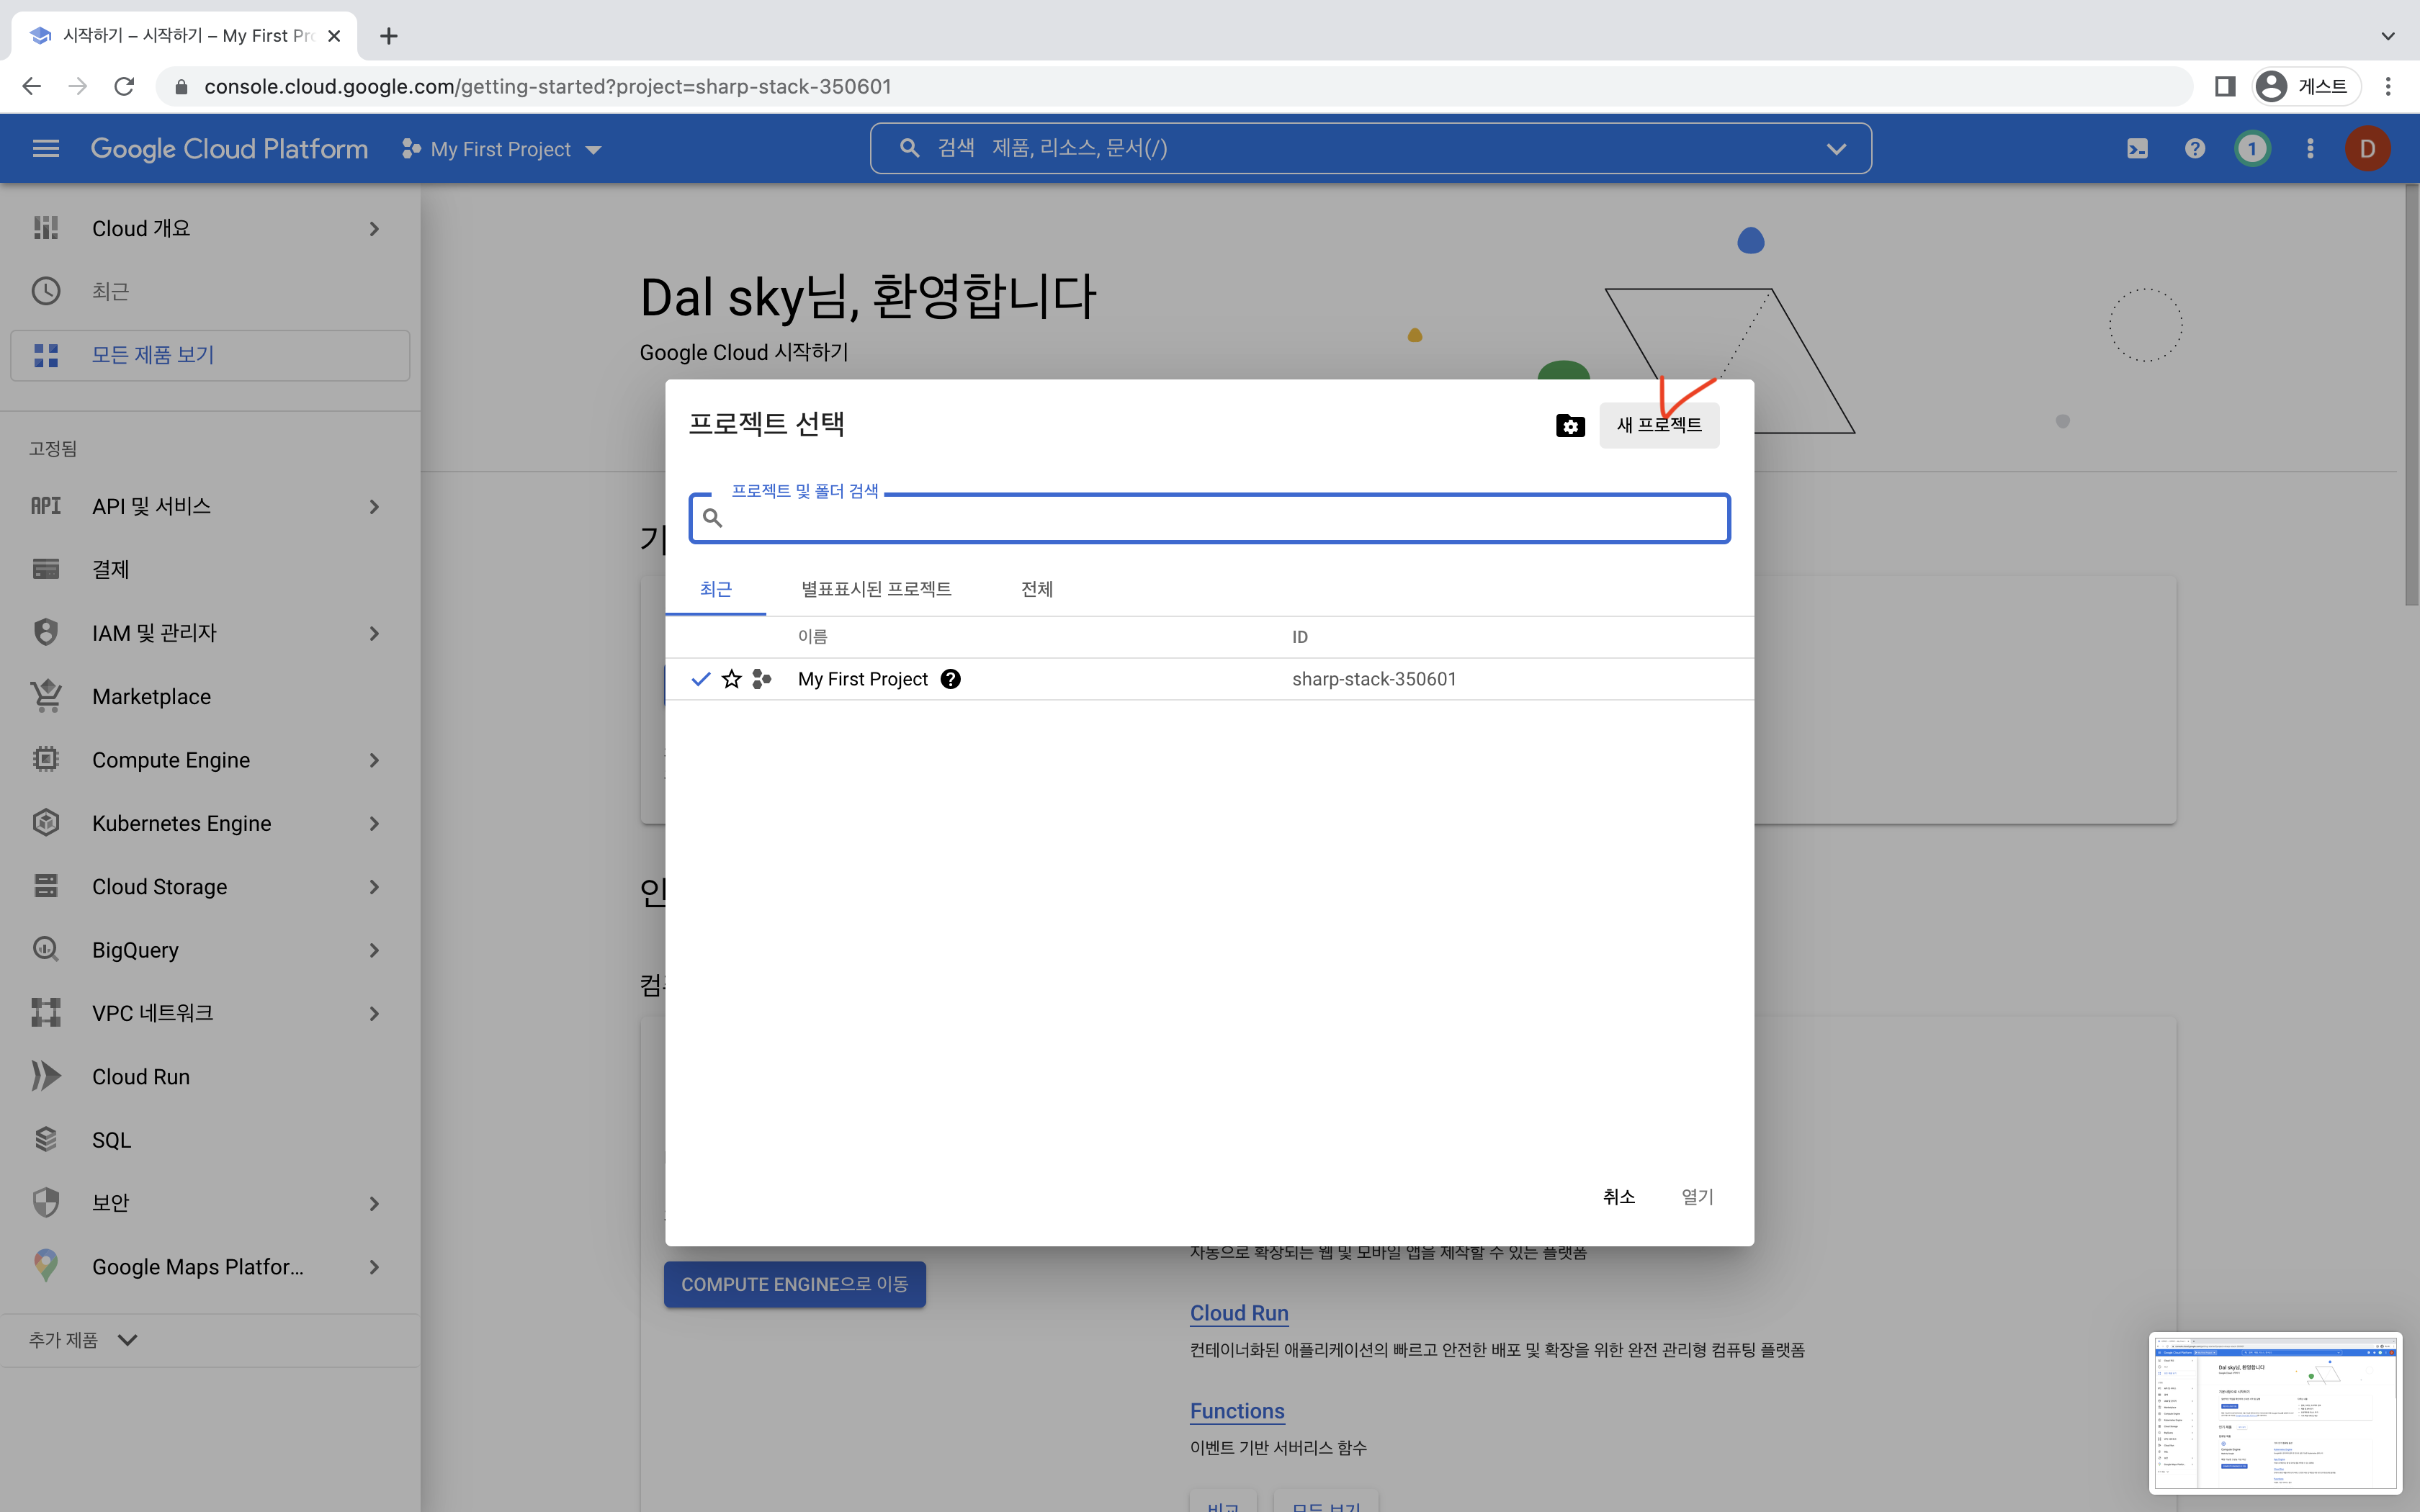 시작하기 – 시작하기 – My First Pro
console.cloud.google.com/getting-started?project=sharp-stack-350601
게스트
Google Cloud Platform
My First Project
검색 제품, 리소스, 문서(/)
1
D
Cloud 개요
최근
모든 제품 보기
고정됨
API 및 서비스
결제
IAM 및 관리자
Marketplace
Compute Engine
Kubernetes Engine
Cloud Storage
BigQuery
VPC 네트워크
Cloud Run
SQL
보안
Google Maps Platfor...
추가 제품
Dal sky님, 환영합니다
Google Cloud 시작하기
프로젝트 선택
새 프로젝트
프로젝트 및 폴더 검색
최근 별표표시된 프로젝트 전체
이름 ID
My First Project sharp-stack-350601
취소 열기
자동으로 확장되는 웹 및 모바일 앱을 제작할 수 있는 플랫폼
COMPUTE ENGINE으로 이동
Cloud Run
컨테이너화된 애플리케이션의 빠르고 안전한 배포 및 확장을 위한 완전 관리형 컴퓨팅 플랫폼
Functions
이벤트 기반 서버리스 함수
비교 모두 보기